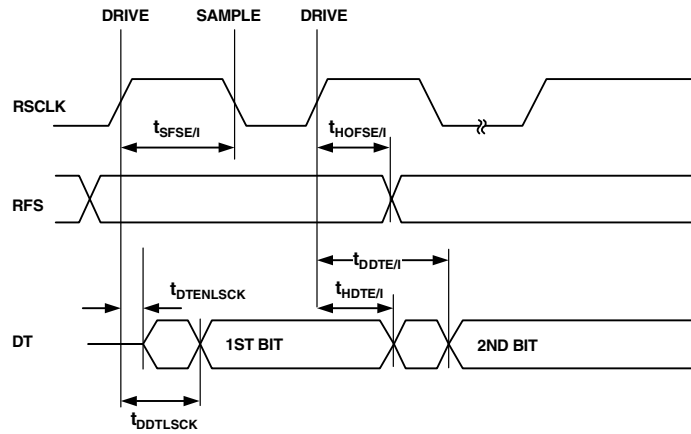 DRIVE SAMPLE DRIVE
RSCLK
tSFSE/I tHOFSE/I
RFS
tDDTE/I
tDTENLSCK tHDTE/I
DT 1ST BIT 2ND BIT
tDDTLSCK